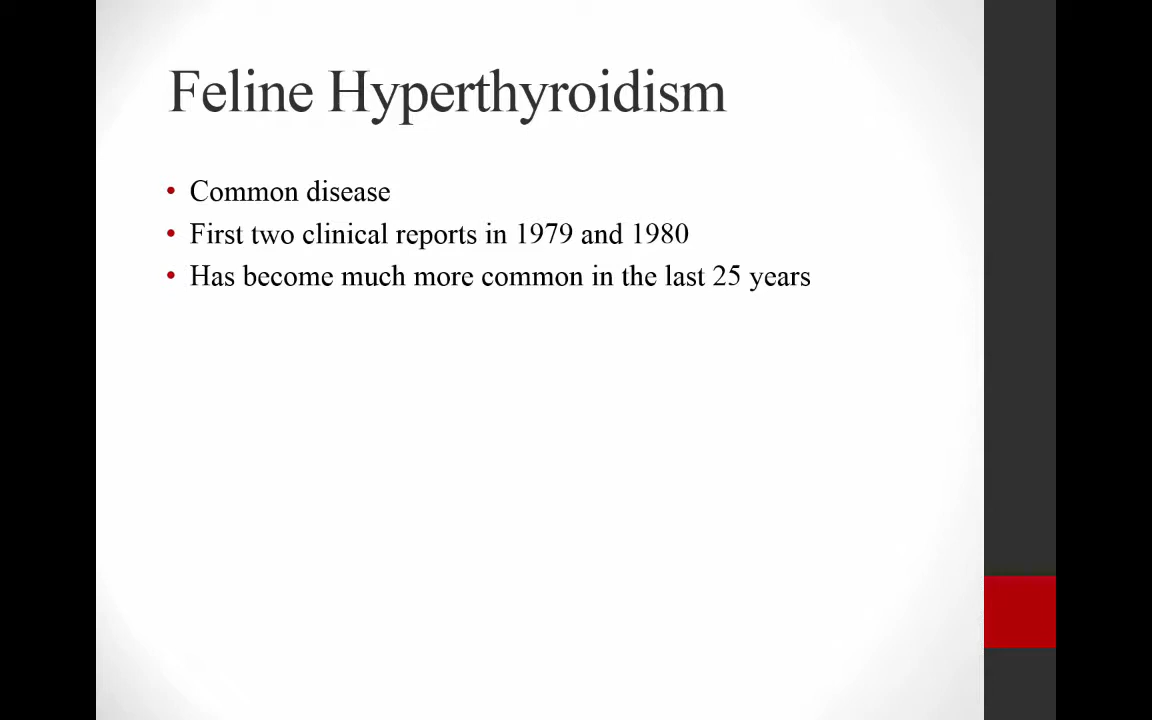 Feline Hyperthyroidism
• Common disease
• First two clinical reports in 1979 and 1980
• Has become much more common in the last 25 years